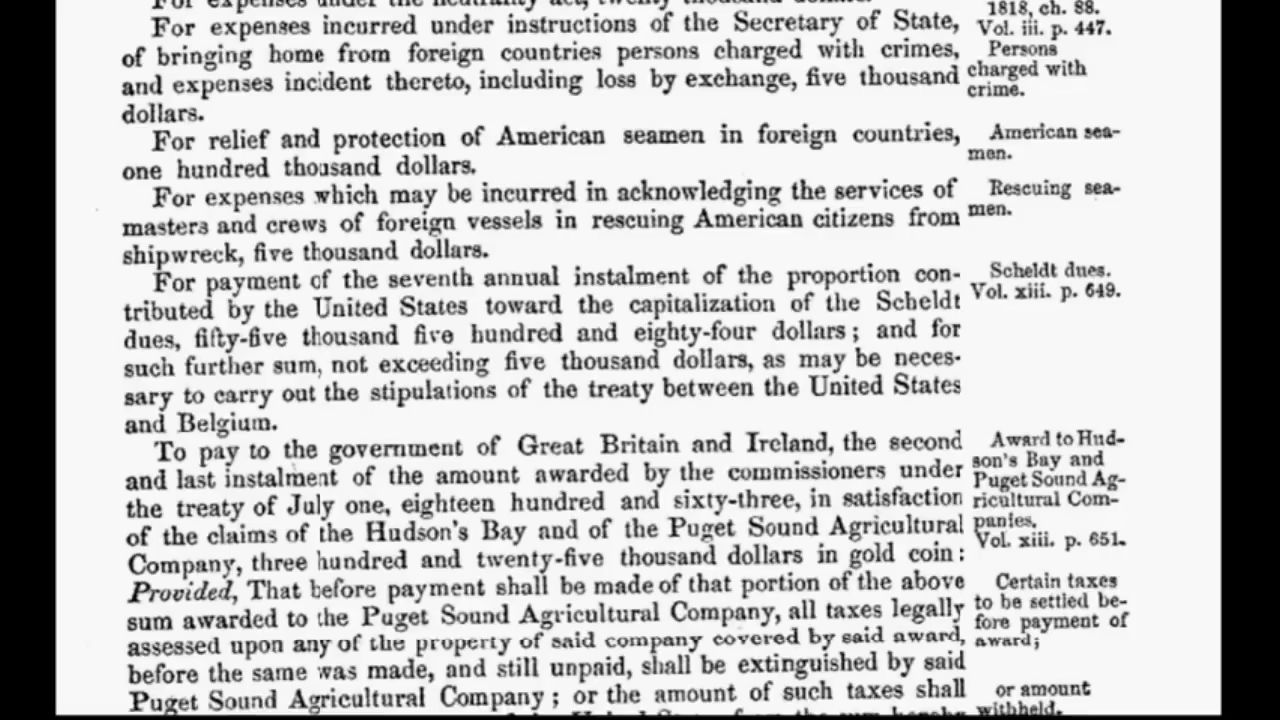 For expenses under the neutrality act, twenty thousand dollars.
For expenses incurred under instructions of the Secretary of State,
of bringing home from foreign countries persons charged with crimes,
and expenses incident thereto, including loss by exchange, five thousand
dollars.
For relief and protection of American seamen in foreign countries,
one hundred thousand dollars.
For expenses which may be incurred in acknowledging the services of
masters and crews of foreign vessels in rescuing American citizens from
shipwreck, five thousand dollars.
For payment of the seventh annual instalment of the proportion con-
tributed by the United States toward the capitalization of the Scheldt
dues, fifty-five thousand five hundred and eighty-four dollars; and for
such further sum, not exceeding five thousand dollars, as may be neces-
sary to carry out the stipulations of the treaty between the United States
and Belgium.
To pay to the government of Great Britain and Ireland, the second
and last instalment of the amount awarded by the commissioners under
the treaty of July one, eighteen hundred and sixty-three, in satisfaction
of the claims of the Hudson's Bay and of the Puget Sound Agricultural
Company, three hundred and twenty-five thousand dollars in gold coin:
Provided, That before payment shall be made of that portion of the above
sum awarded to the Puget Sound Agricultural Company, all taxes legally
assessed upon any of the property of said company covered by said award,
before the same was made, and still unpaid, shall be extinguished by said
Puget Sound Agricultural Company; or the amount of such taxes shall
1818, ch. 88.
Vol. iii. p. 447.
Persons
charged with
crime.
American sea-
men.
Rescuing sea-
men.
Scheldt dues.
Vol. xiii. p. 649.
Award to Hud-
son's Bay and
Puget Sound Ag-
ricultural Com-
panies.
Vol. xiii. p. 651.
Certain taxes
to be settled be-
fore payment of
award;
or amount
withheld.